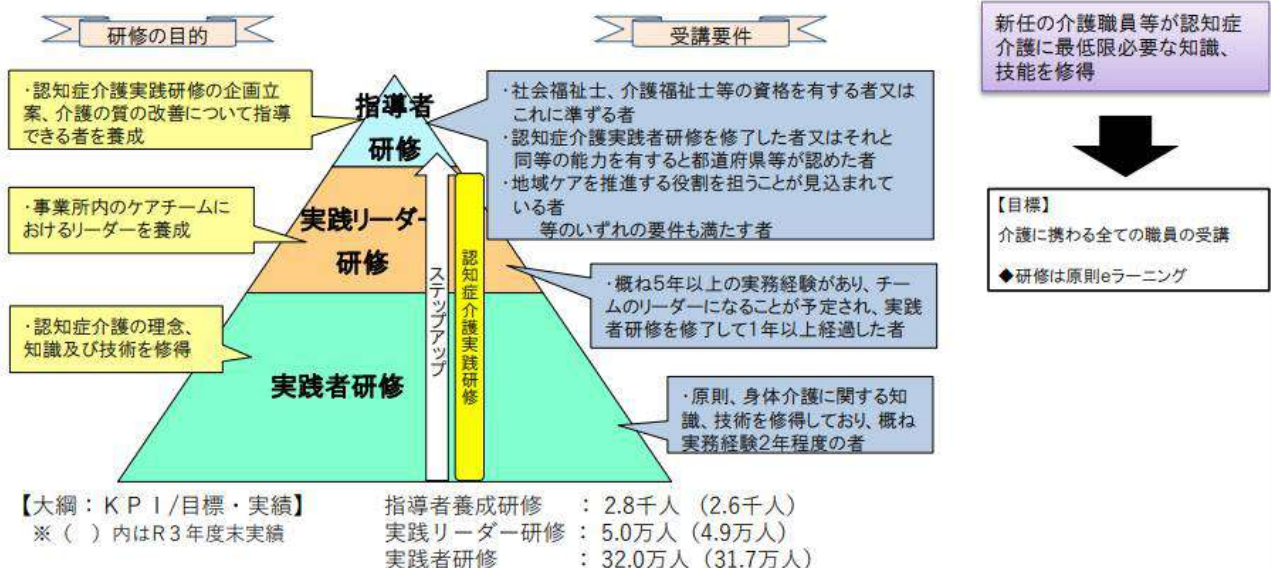 研修の目的
受講要件
・認知症介護実践研修の企画立
案、介護の質の改善について指導
できる者を養成
・事業所内のケアチームに
おけるリーダーを養成
・認知症介護の理念、
知識及び技術を修得
指導者
研修
実践リーダー
研修
実践者研修
ステップアップ
認知症介護実践研修
・社会福祉士、介護福祉士等の資格を有する者又は
これに準ずる者
・認知症介護実践者研修を修了した者又はそれと
同等の能力を有すると都道府県等が認めた者
・地域ケアを推進する役割を担うことが見込まれて
いる者
等のいずれの要件も満たす者
・概ね5年以上の実務経験があり、チー
ムのリーダーになることが予定され、実践
者研修を修了して1年以上経過した者
・原則、身体介護に関する知
識、技術を修得しており、概ね
実務経験2年程度の者
新任の介護職員等が認知症
介護に最低限必要な知識、
技能を修得
【目標】
介護に携わる全ての職員の受講
◆研修は原則eラーニング
【大綱：ＫＰＩ/目標・実績】
※（　）内はR３年度末実績
指導者養成研修　：2.8千人（2.6千人）
実践リーダー研修：5.0万人（4.9万人）
実践者研修　：32.0万人（31.7万人）